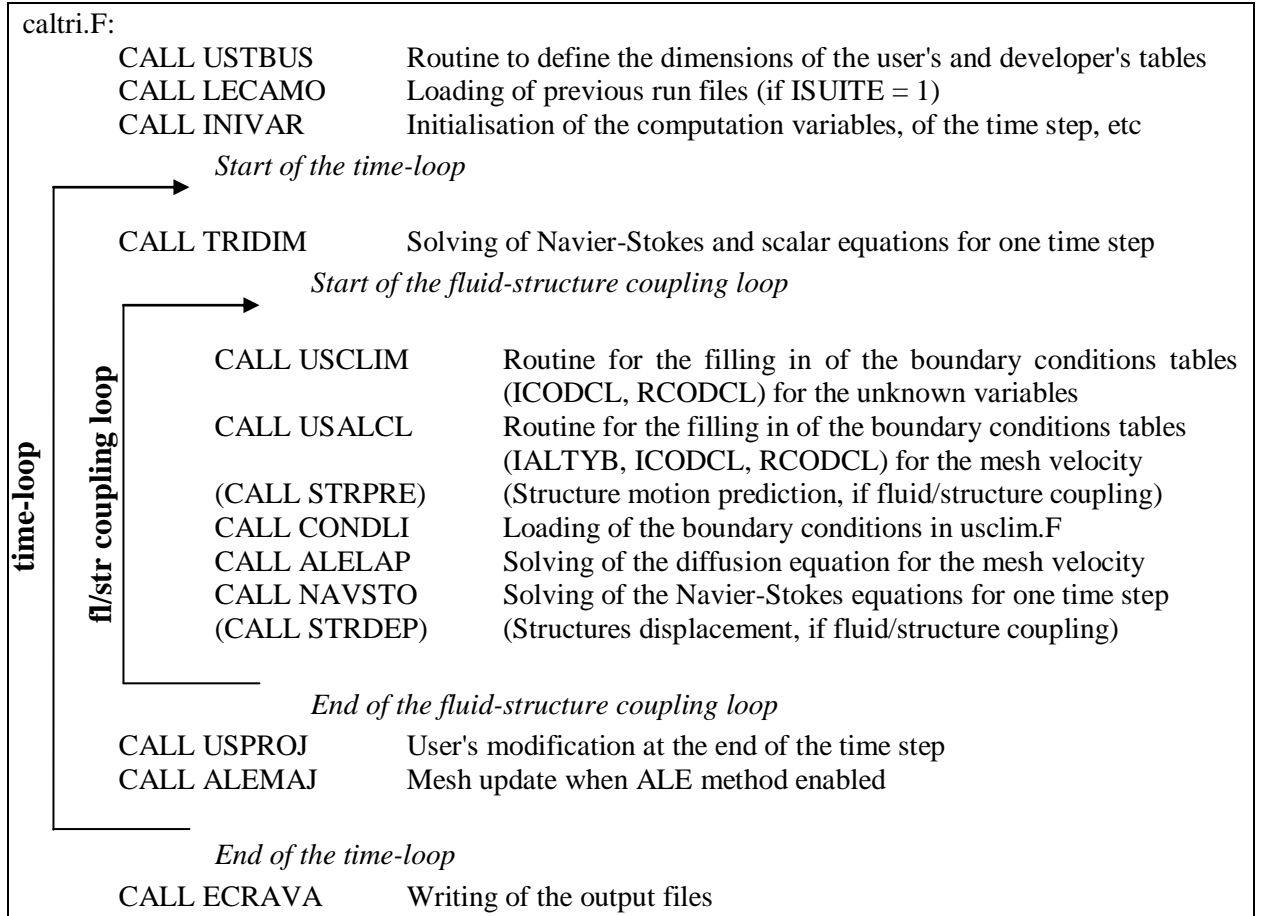 caltri.F:
CALL USTBUS Routine to define the dimensions of the user's and developer's tables
CALL LECAMO Loading of previous run files (if ISUITE = 1)
CALL INIVAR Initialisation of the computation variables, of the time step, etc
Start of the time-loop
CALL TRIDIM Solving of Navier-Stokes and scalar equations for one time step
Start of the fluid-structure coupling loop
CALL USCLIM Routine for the filling in of the boundary conditions tables
(ICODCL, RCODCL) for the unknown variables
CALL USALCL Routine for the filling in of the boundary conditions tables
(IALTYB, ICODCL, RCODCL) for the mesh velocity
(CALL STRPRE) (Structure motion prediction, if fluid/structure coupling)
CALL CONDLI Loading of the boundary conditions in usclim.F
CALL ALELAP Solving of the diffusion equation for the mesh velocity
CALL NAVSTO Solving of the Navier-Stokes equations for one time step
(CALL STRDEP) (Structures displacement, if fluid/structure coupling)
time-loop
fl/str coupling loop
End of the fluid-structure coupling loop
CALL USPROJ User's modification at the end of the time step
CALL ALEMAJ Mesh update when ALE method enabled
End of the time-loop
CALL ECRAVA Writing of the output files